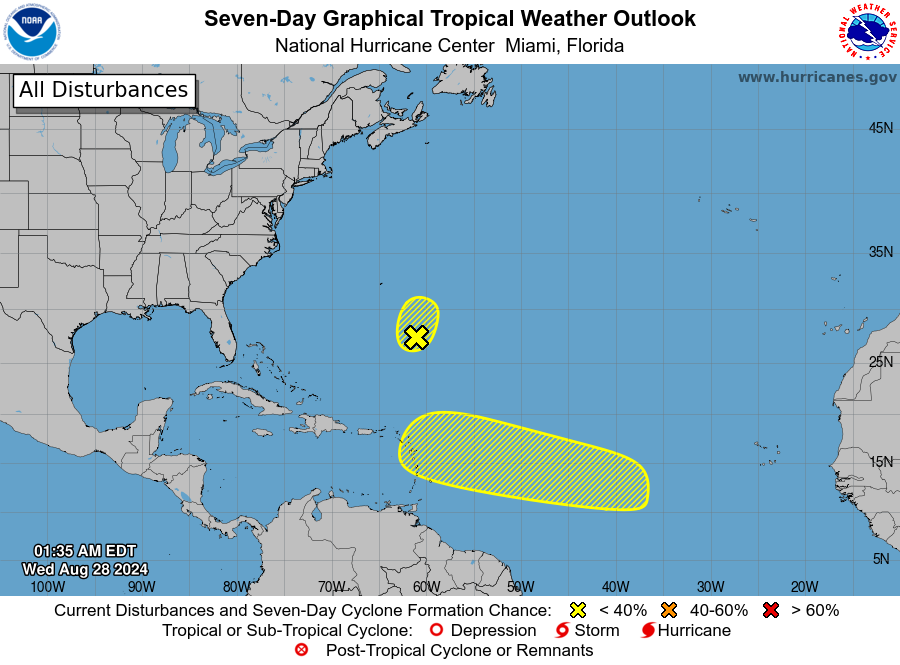 Seven-Day Graphical Tropical Weather Outlook
National Hurricane Center Miami, Florida
NOAA
NATIONAL WEATHER SERVICE
www.hurricanes.gov
All Disturbances
45N
35N
25N
15N
5N
01:35 AM EDT
Wed Aug 28 2024
100W 90W 80W 70W 60W 50W 40W 30W 20W
Current Disturbances and Seven-Day Cyclone Formation Chance: < 40% 40-60% > 60%
Tropical or Sub-Tropical Cyclone: Depression Storm Hurricane
Post-Tropical Cyclone or Remnants